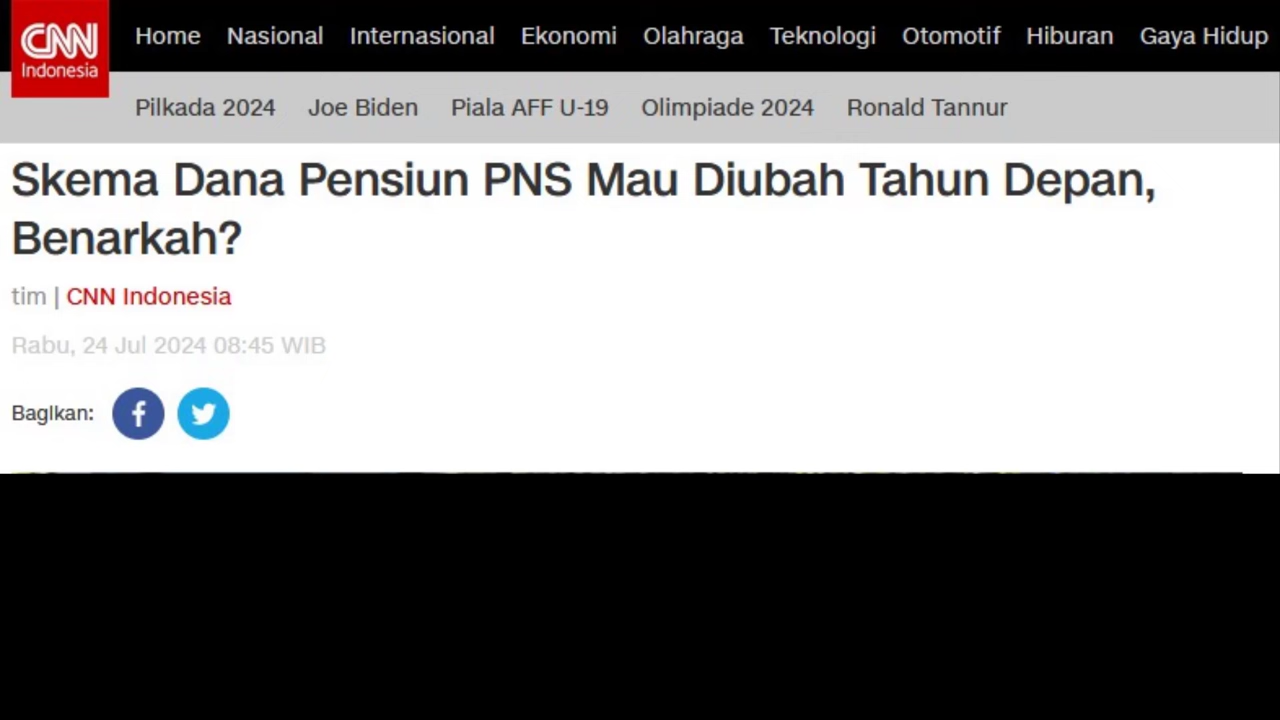 CNN
Indonesia
Home Nasional Internasional Ekonomi Olahraga Teknologi Otomotif Hiburan Gaya Hidup
Pilkada 2024 Joe Biden Piala AFF U-19 Olimpiade 2024 Ronald Tannur
Skema Dana Pensiun PNS Mau Diubah Tahun Depan,
Benarkah?
tim | CNN Indonesia
Rabu, 24 Jul 2024 08:45 WIB
Bagikan: